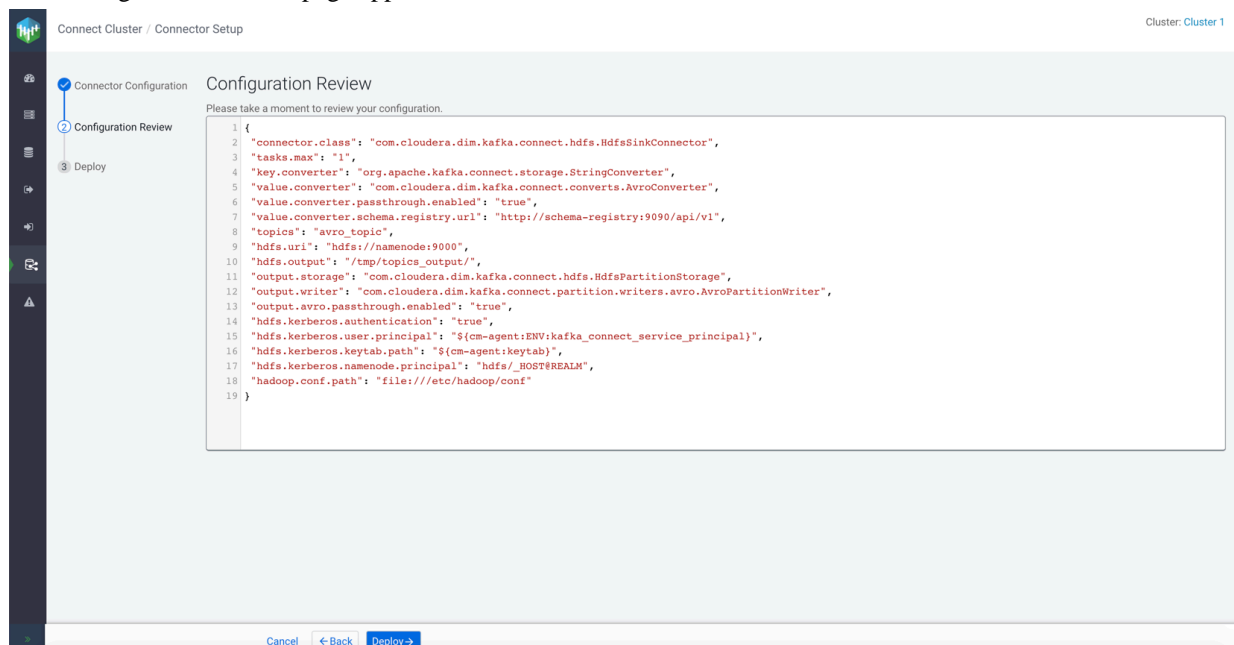 Connect Cluster / Connector Setup
Cluster: Cluster 1
Connector Configuration
2 Configuration Review
3 Deploy
Configuration Review
Please take a moment to review your configuration.
1 {
2 "connector.class": "com.cloudera.dim.kafka.connect.hdfs.HdfsSinkConnector",
3 "tasks.max": "1",
4 "key.converter": "org.apache.kafka.connect.storage.StringConverter",
5 "value.converter": "com.cloudera.dim.kafka.connect.converts.AvroConverter",
6 "value.converter.passthrough.enabled": "true",
7 "value.converter.schema.registry.url": "http://schema-registry:9090/api/v1",
8 "topics": "avro_topic",
9 "hdfs.uri": "hdfs://namenode:9000",
10 "hdfs.output": "/tmp/topics_output/",
11 "output.storage": "com.cloudera.dim.kafka.connect.hdfs.HdfsPartitionStorage",
12 "output.writer": "com.cloudera.dim.kafka.connect.partition.writers.avro.AvroPartitionWriter",
13 "output.avro.passthrough.enabled": "true",
14 "hdfs.kerberos.authentication": "true",
15 "hdfs.kerberos.user.principal": "${cm-agent:ENV:kafka_connect_service_principal}",
16 "hdfs.kerberos.keytab.path": "${cm-agent:keytab}",
17 "hdfs.kerberos.namenode.principal": "hdfs/_HOST@REALM",
18 "hadoop.conf.path": "file:///etc/hadoop/conf"
19 }
Cancel
← Back
Deploy →